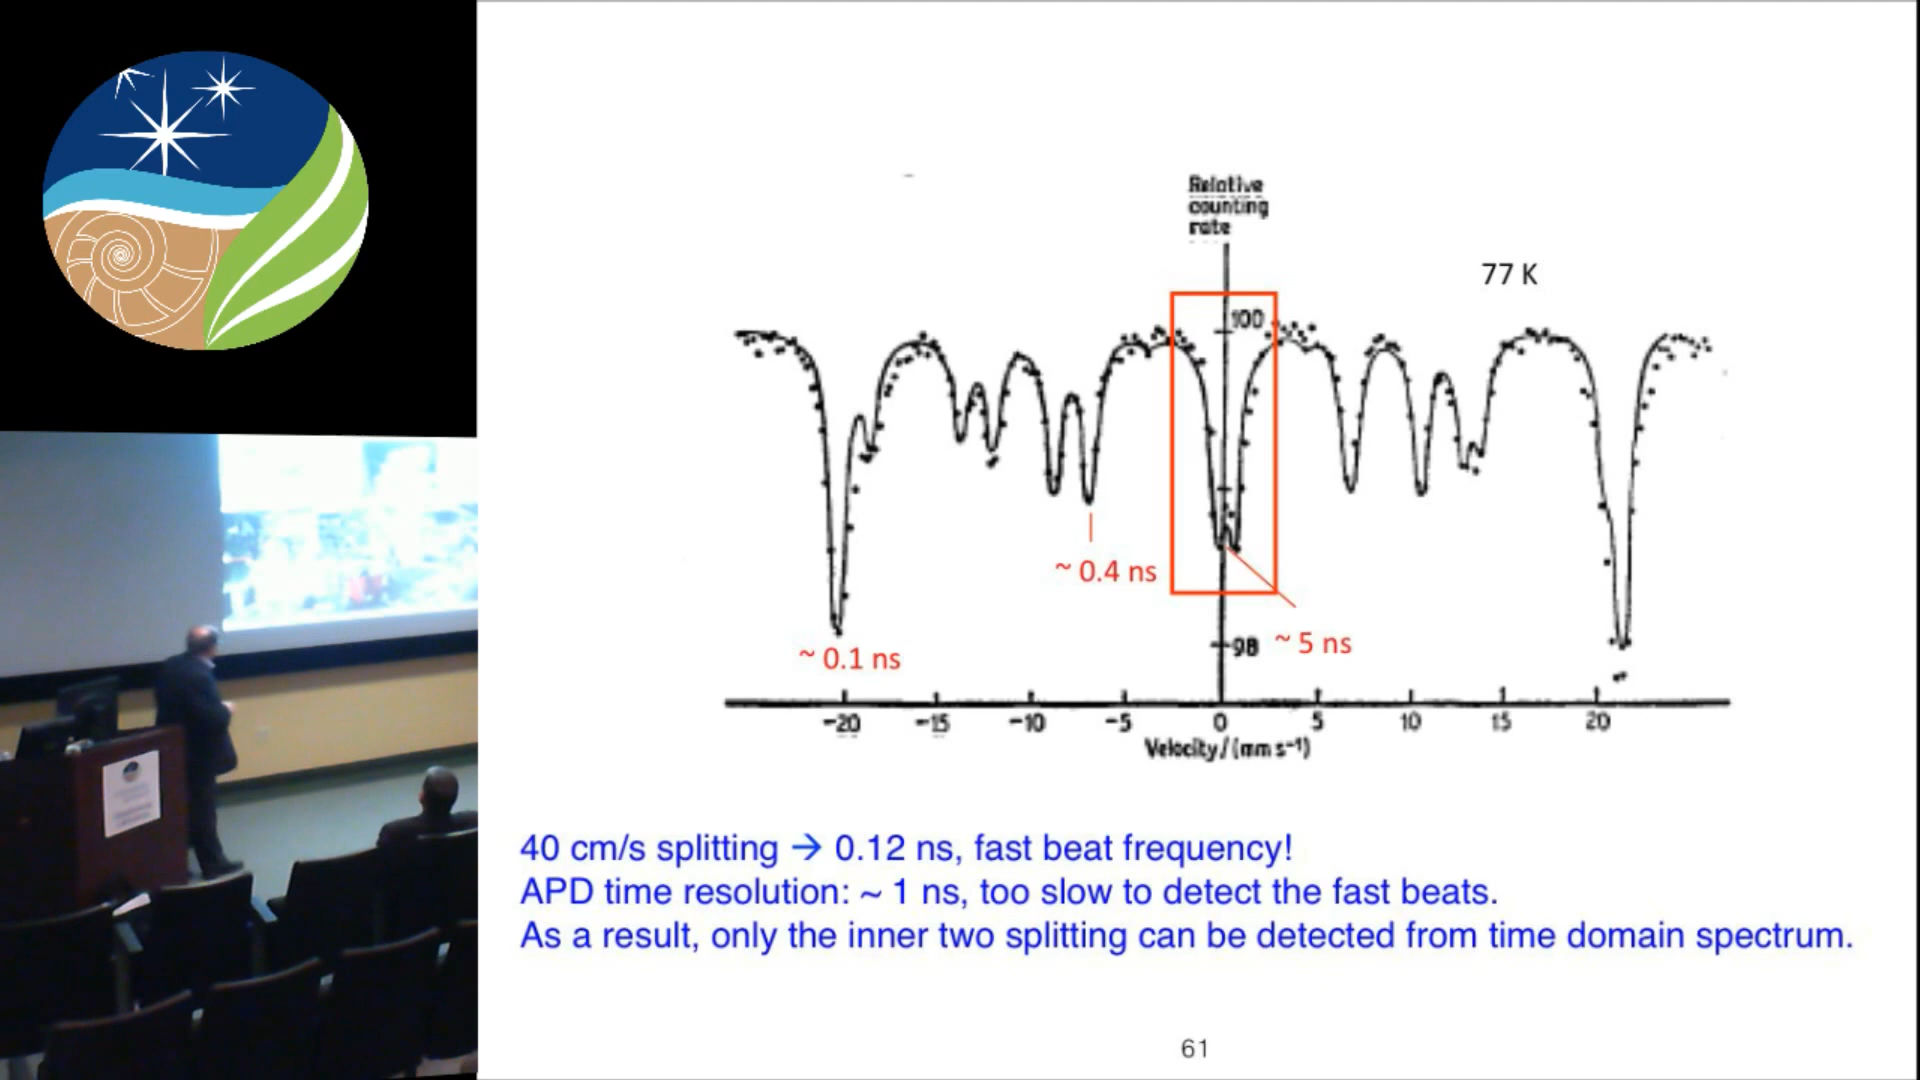 Relative
counting
rate
77 K
100
~ 0.4 ns
98
~ 5 ns
~ 0.1 ns
-20 -15 -10 -5 0 5 10 15 20
Velocity/(mm s⁻¹)
40 cm/s splitting → 0.12 ns, fast beat frequency!
APD time resolution: ~ 1 ns, too slow to detect the fast beats.
As a result, only the inner two splitting can be detected from time domain spectrum.
61